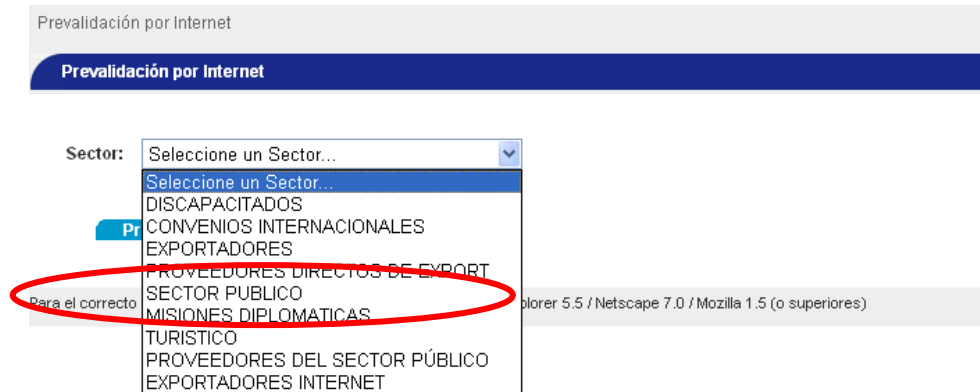 Prevalidación por Internet
Prevalidación por Internet
Sector: Seleccione un Sector...
Seleccione un Sector...
DISCAPACITADOS
CONVENIOS INTERNACIONALES
Pr
EXPORTADORES
PROVEEDORES DIRECTOS DE EXPORT
SECTOR PUBLICO
Para el correcto plorer 5.5 / Netscape 7.0 / Mozilla 1.5 (o superiores)
MISIONES DIPLOMATICAS
TURISTICO
PROVEEDORES DEL SECTOR PÚBLICO
EXPORTADORES INTERNET